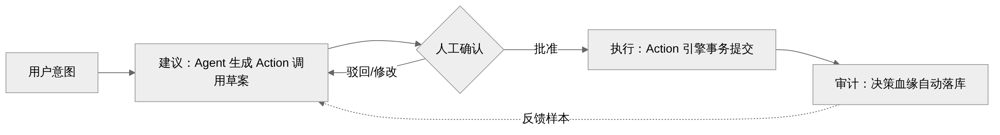 用户意图
建议：Agent 生成 Action 调
用草案
人工确认
驳回/修改
批准
执行：Action 引擎事务提交
审计：决策血缘自动落库
反馈样本